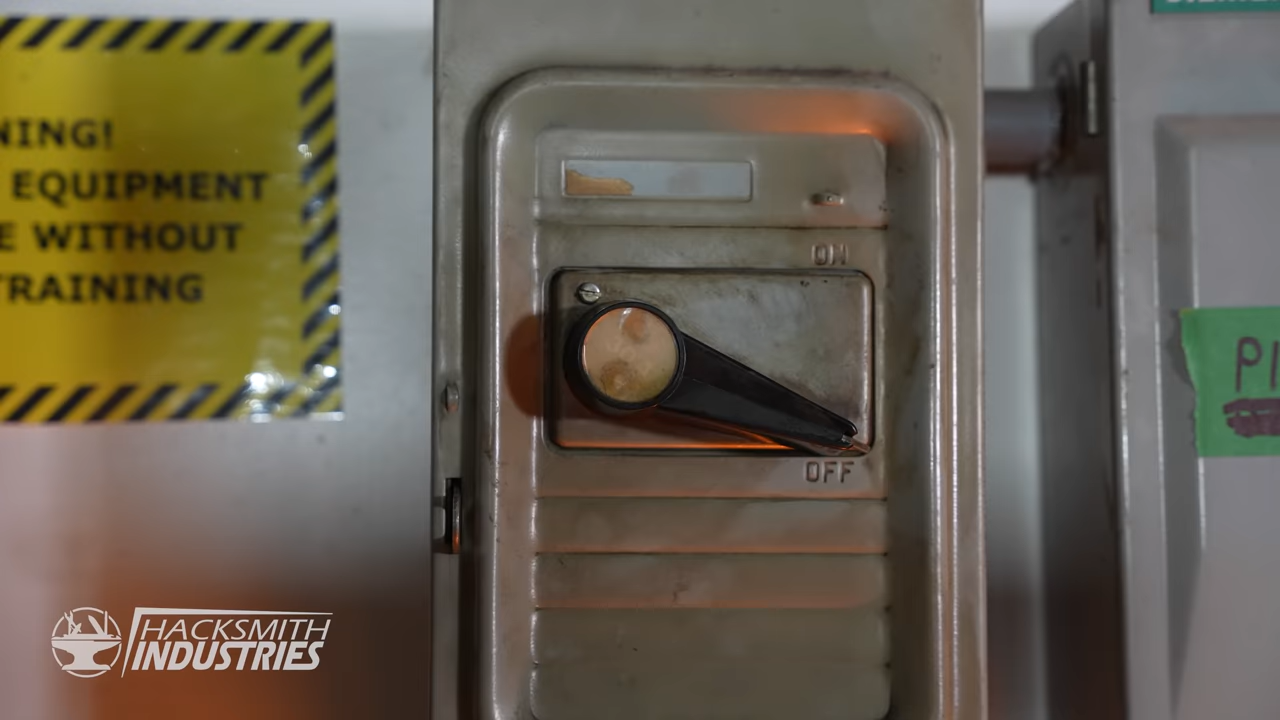 NING!
EQUIPMENT
E WITHOUT
TRAINING
ON
OFF
HACKSMITH
INDUSTRIES